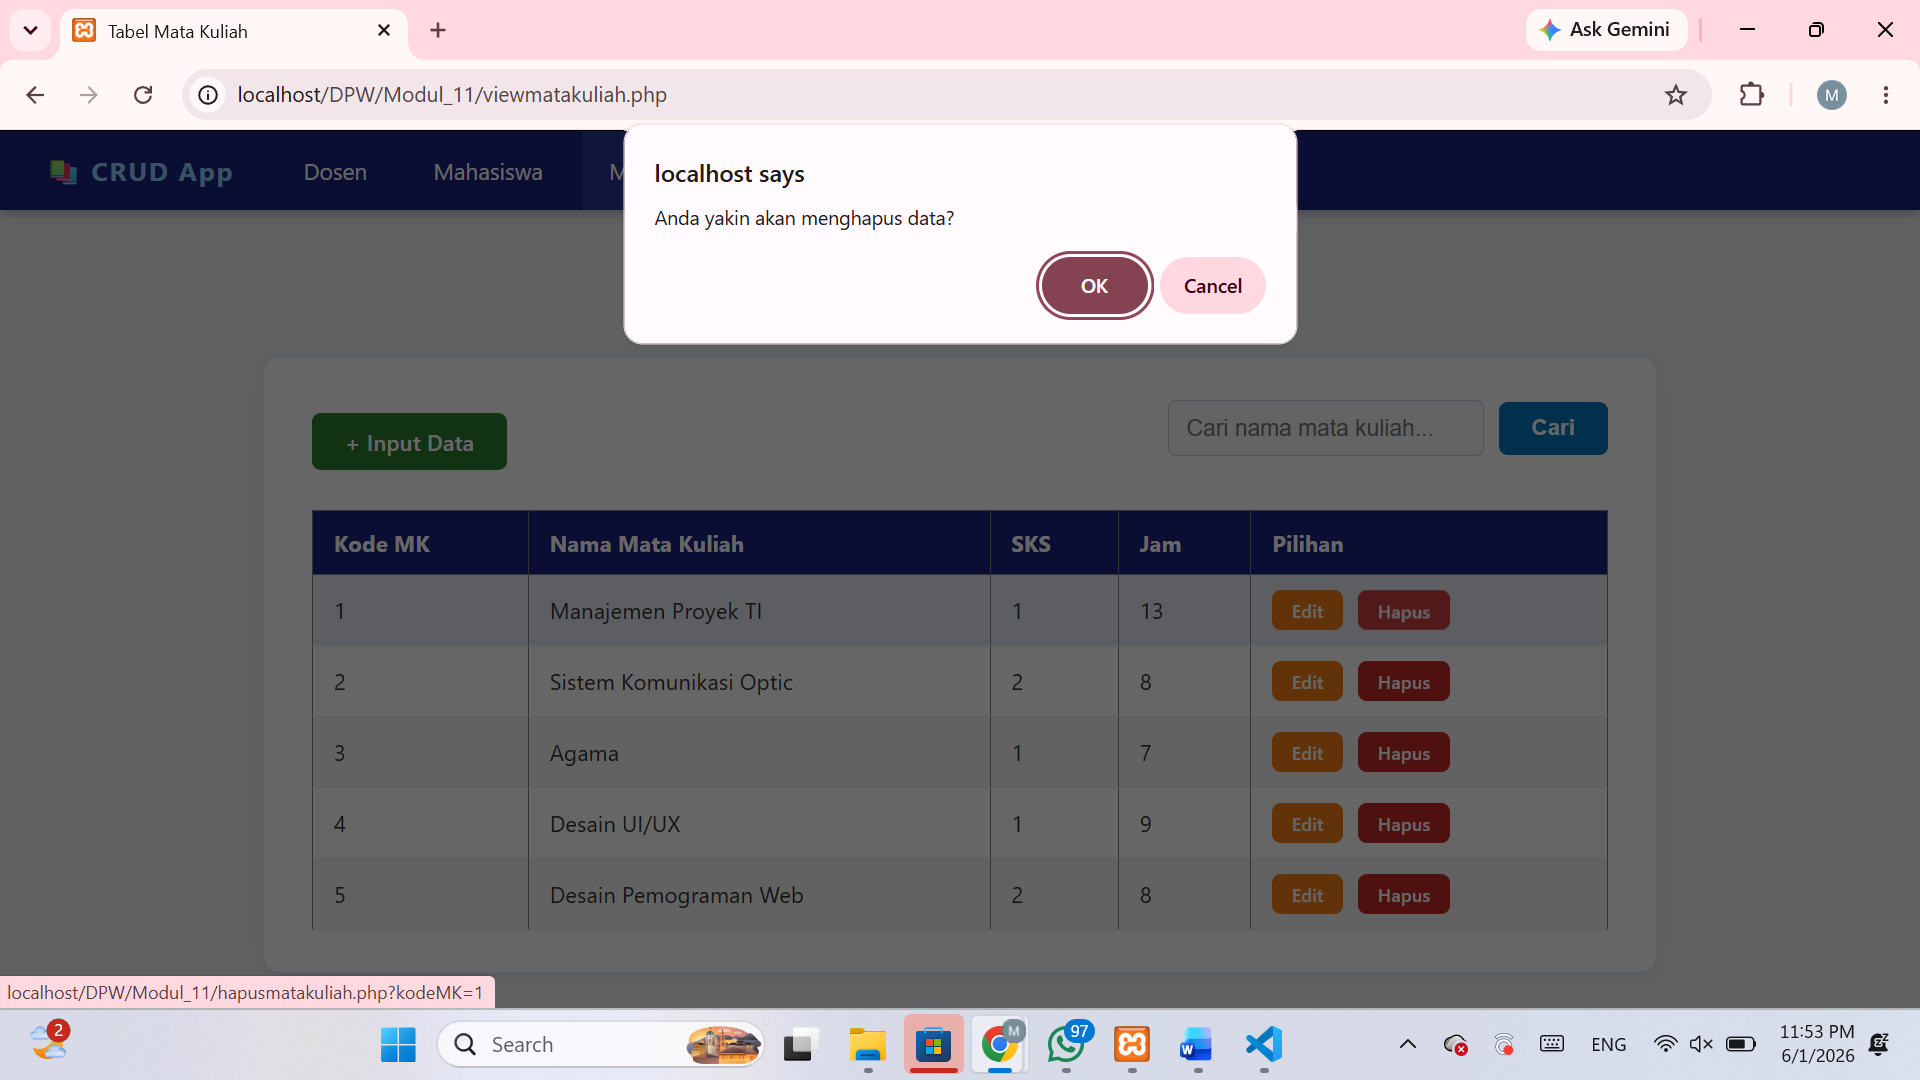 Tabel Mata Kuliah
Ask Gemini
localhost/DPW/Modul_11/viewmatakuliah.php
M
CRUD App
Dosen
Mahasiswa
M
localhost says
Anda yakin akan menghapus data?
OK
Cancel
+ Input Data
Cari nama mata kuliah...
Cari
Kode MK Nama Mata Kuliah SKS Jam Pilihan
1 Manajemen Proyek TI 1 13 Edit Hapus
2 Sistem Komunikasi Optic 2 8 Edit Hapus
3 Agama 1 7 Edit Hapus
4 Desain UI/UX 1 9 Edit Hapus
5 Desain Pemograman Web 2 8 Edit Hapus
localhost/DPW/Modul_11/hapusmatakuliah.php?kodeMK=1
2
Search
M
97
W
ENG
11:53 PM
6/1/2026